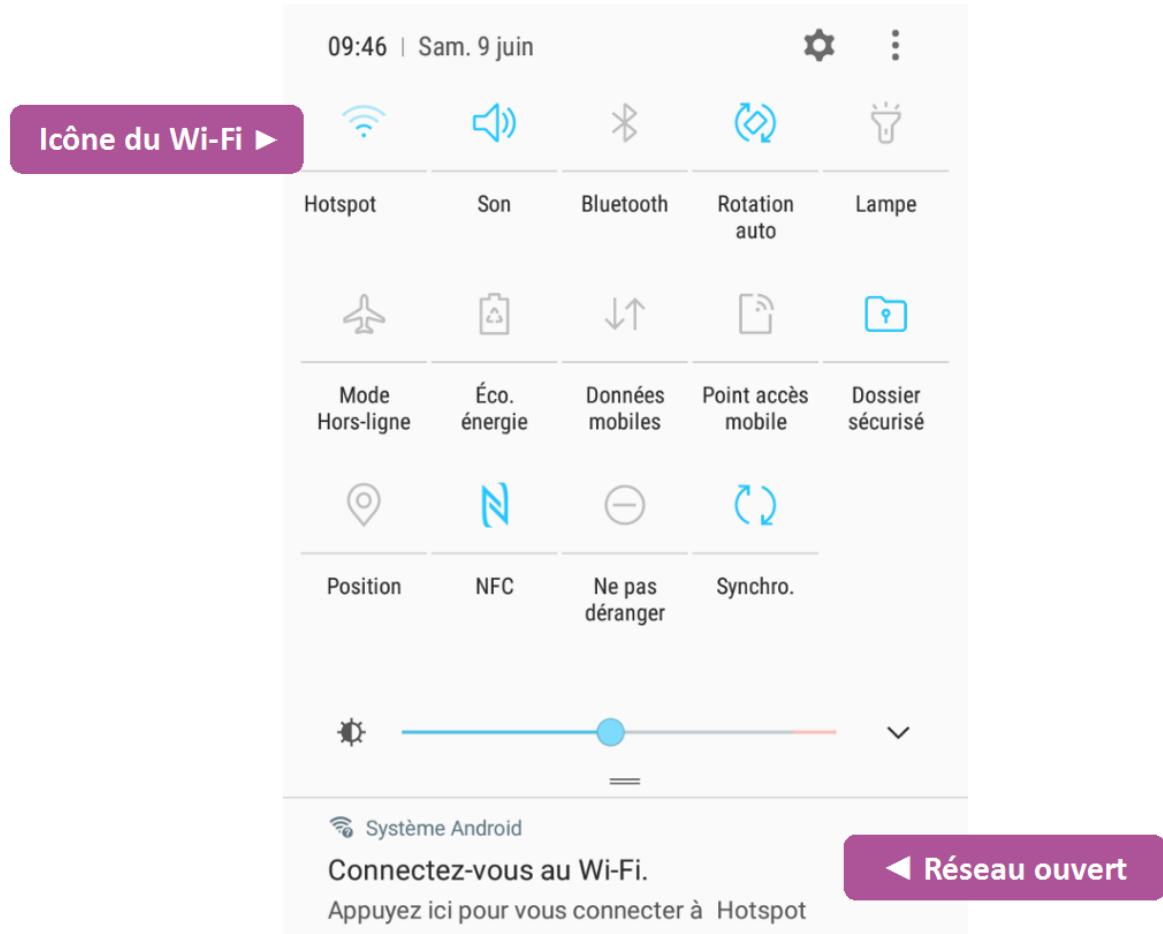 09:46 | Sam. 9 juin
Icône du Wi-Fi ►
Hotspot
Son
Bluetooth
Rotation
auto
Lampe
Mode
Hors-ligne
Éco.
énergie
Données
mobiles
Point accès
mobile
Dossier
sécurisé
Position
NFC
Ne pas
déranger
Synchro.
Système Android
Connectez-vous au Wi-Fi.
◄ Réseau ouvert
Appuyez ici pour vous connecter à Hotspot